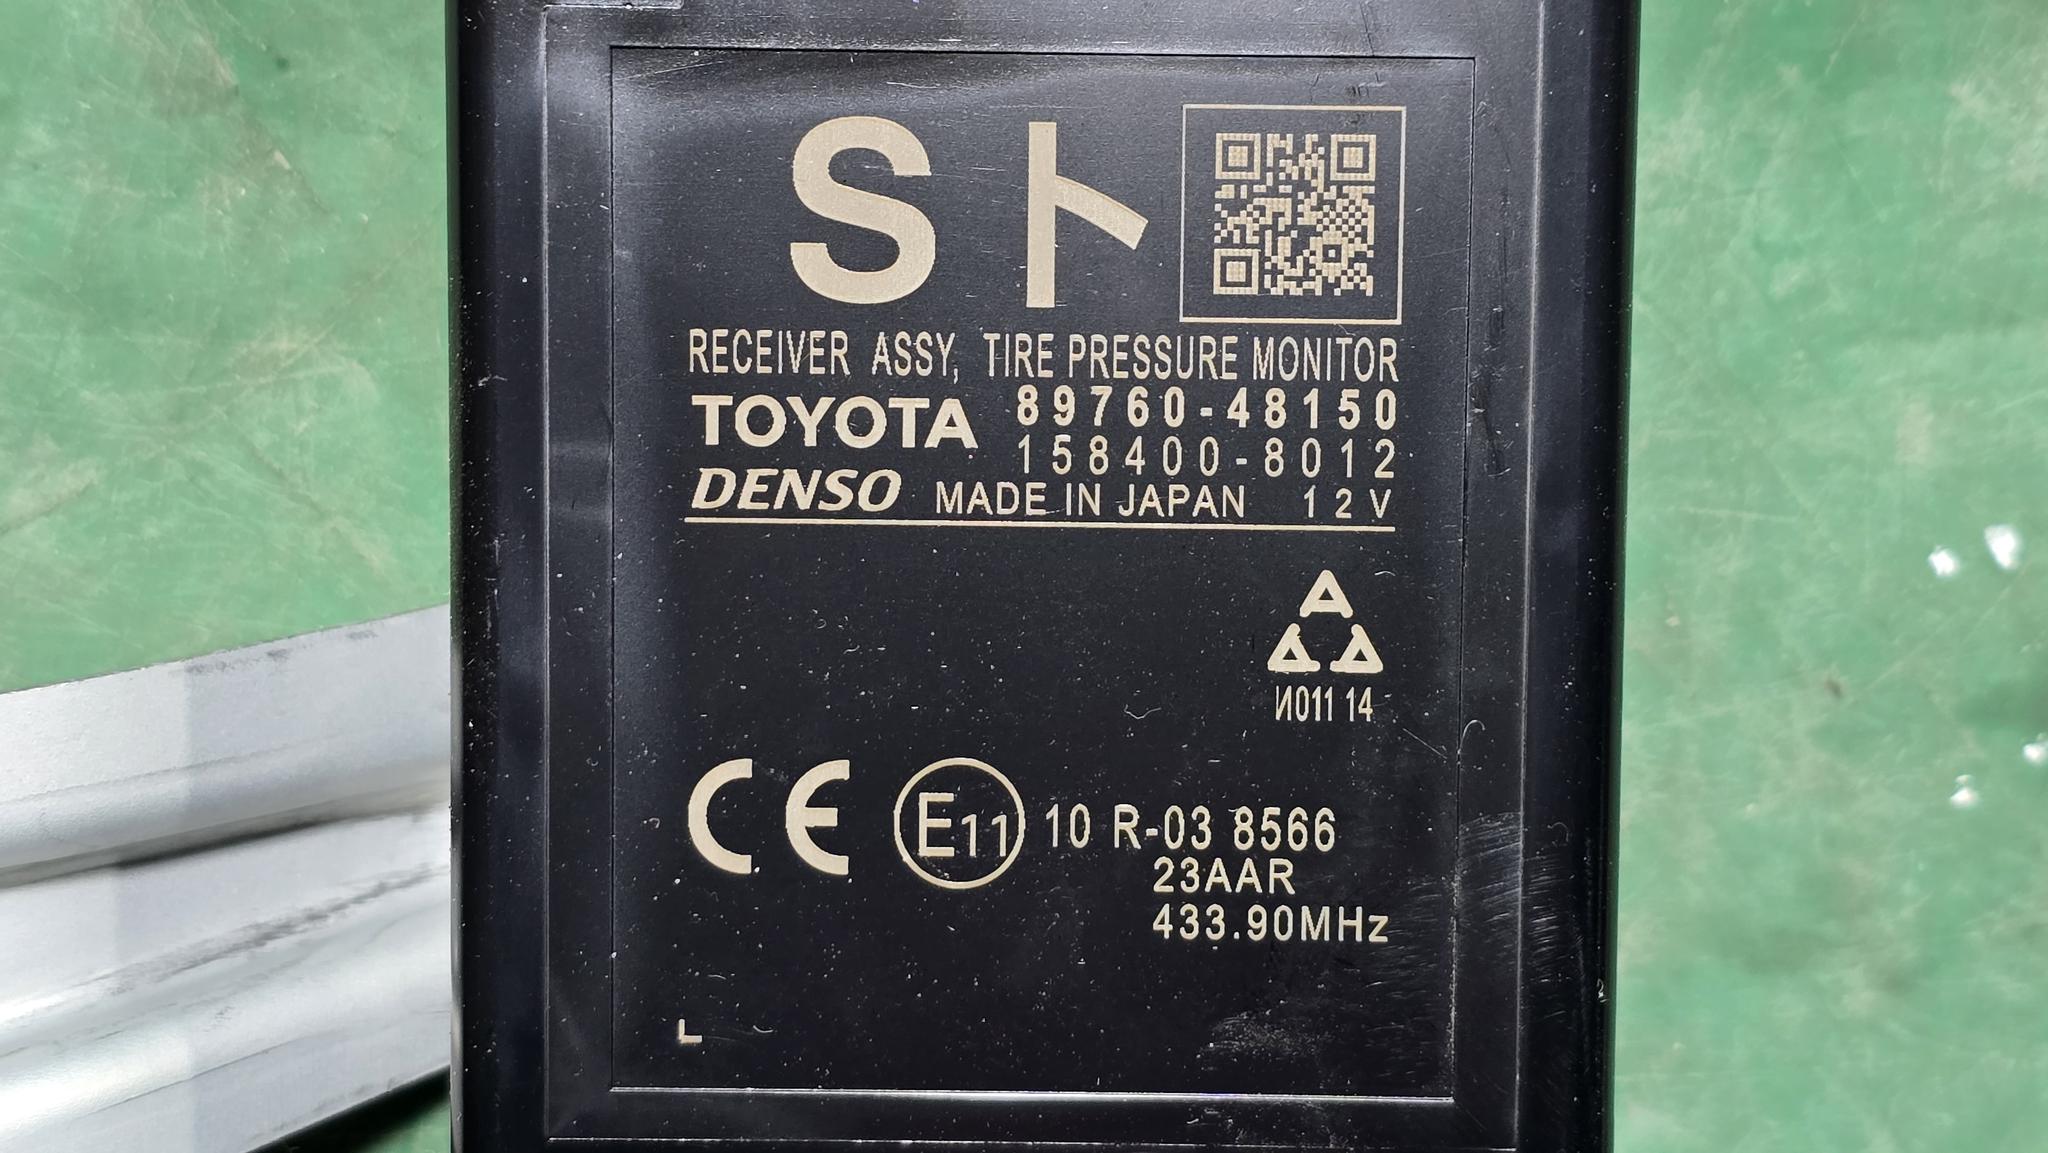 S ト
RECEIVER ASSY, TIRE PRESSURE MONITOR
TOYOTA 89760-48150
158400-8012
DENSO MADE IN JAPAN 12V
И011 14
CE E11 10 R-03 8566
23AAR
433.90MHz
L